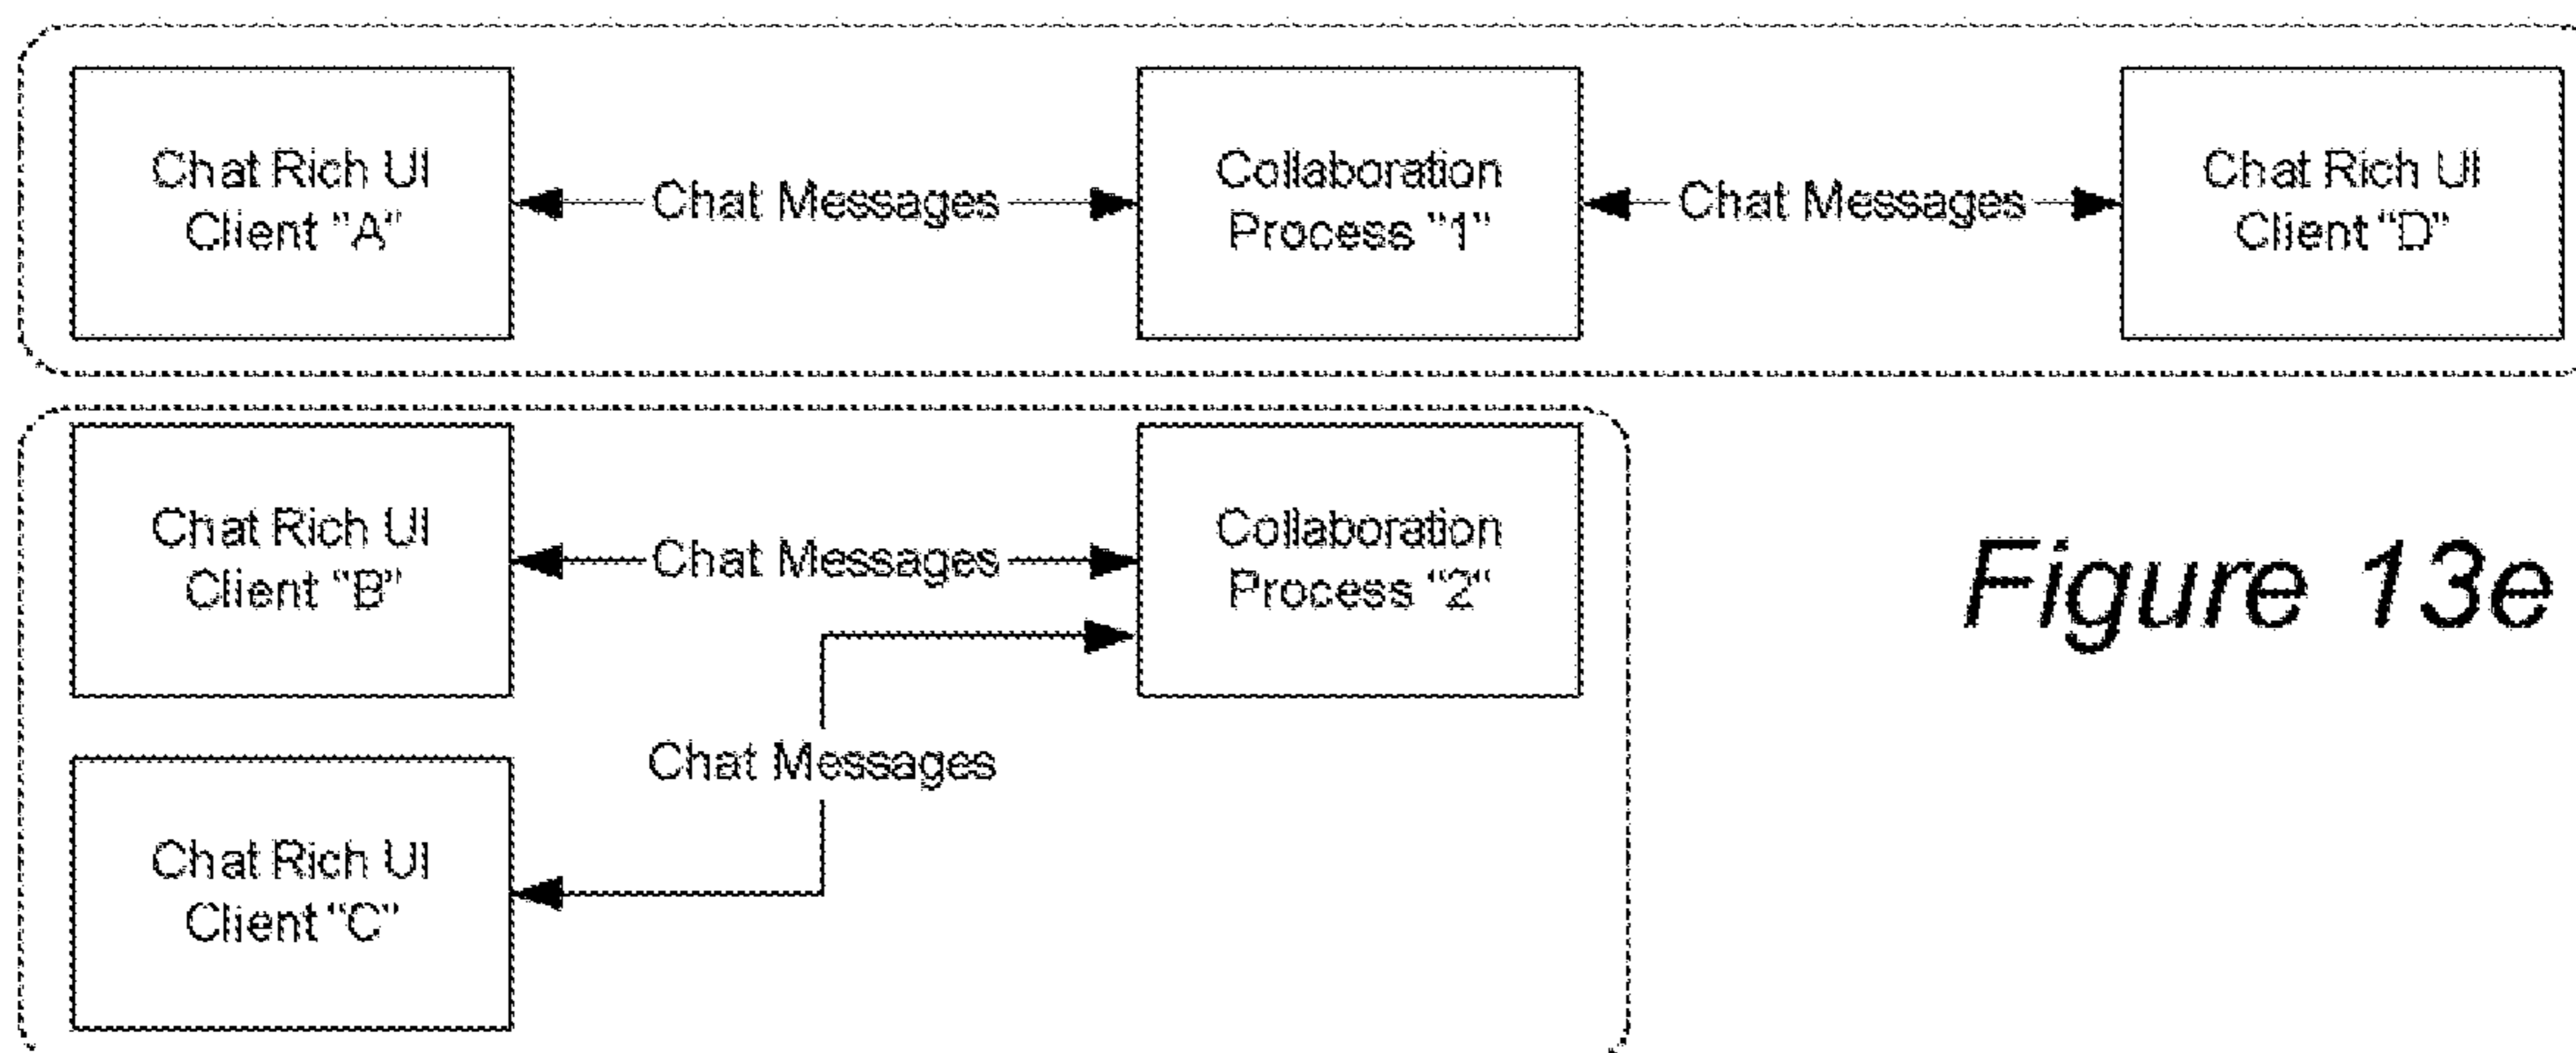 Chat Rich UI
Client "A"
Chat Messages
Collaboration
Process "1"
Chat Messages
Chat Rich UI
Client "D"
Chat Rich UI
Client "B"
Chat Messages
Collaboration
Process "2"
Chat Messages
Chat Rich UI
Client "C"
Figure 13e